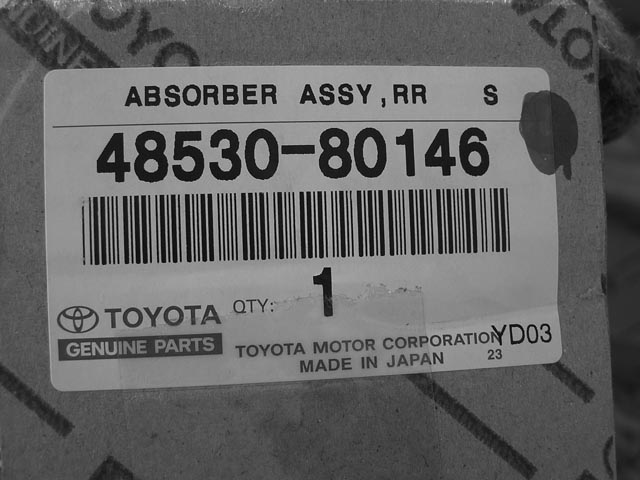 ABSORBER ASSY,RR S
48530-80146
QTY: 1
TOYOTA
GENUINE PARTS
TOYOTA MOTOR CORPORATION YD03
MADE IN JAPAN 23